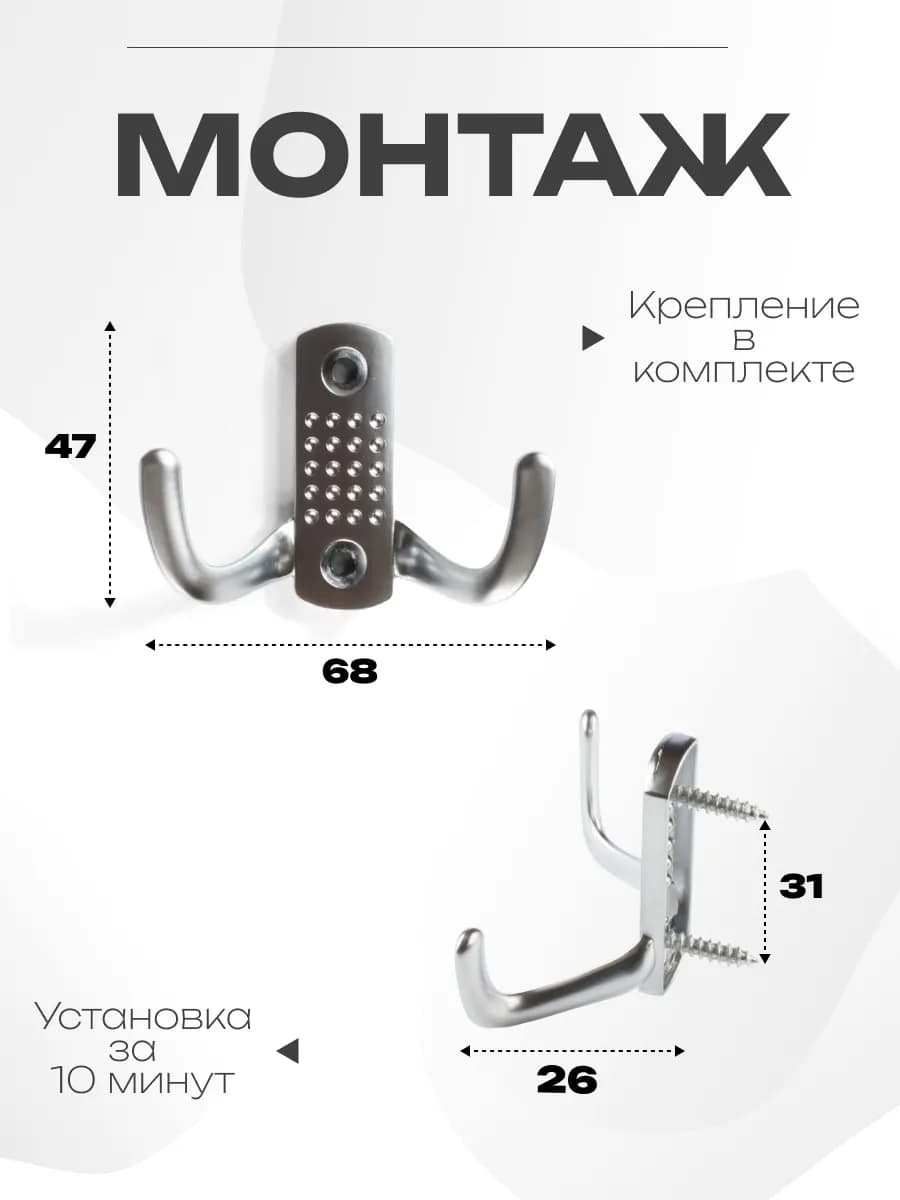 МОНТАЖ
Крепление
в
комплекте
47
68
31
Установка
за
10 минут
26